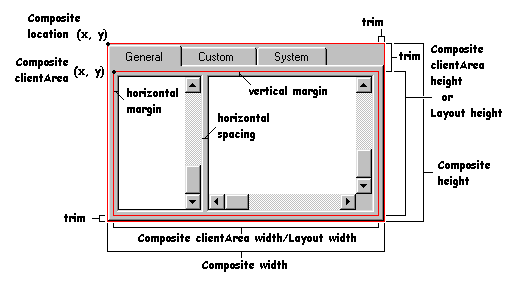 Composite
location (x, y)
trim
General
Custom
System
trim
Composite
clientArea
height
or
Layout height
Composite
clientArea
(x, y)
horizontal
margin
vertical margin
horizontal
spacing
Composite
height
trim
Composite clientArea width/Layout width
Composite width